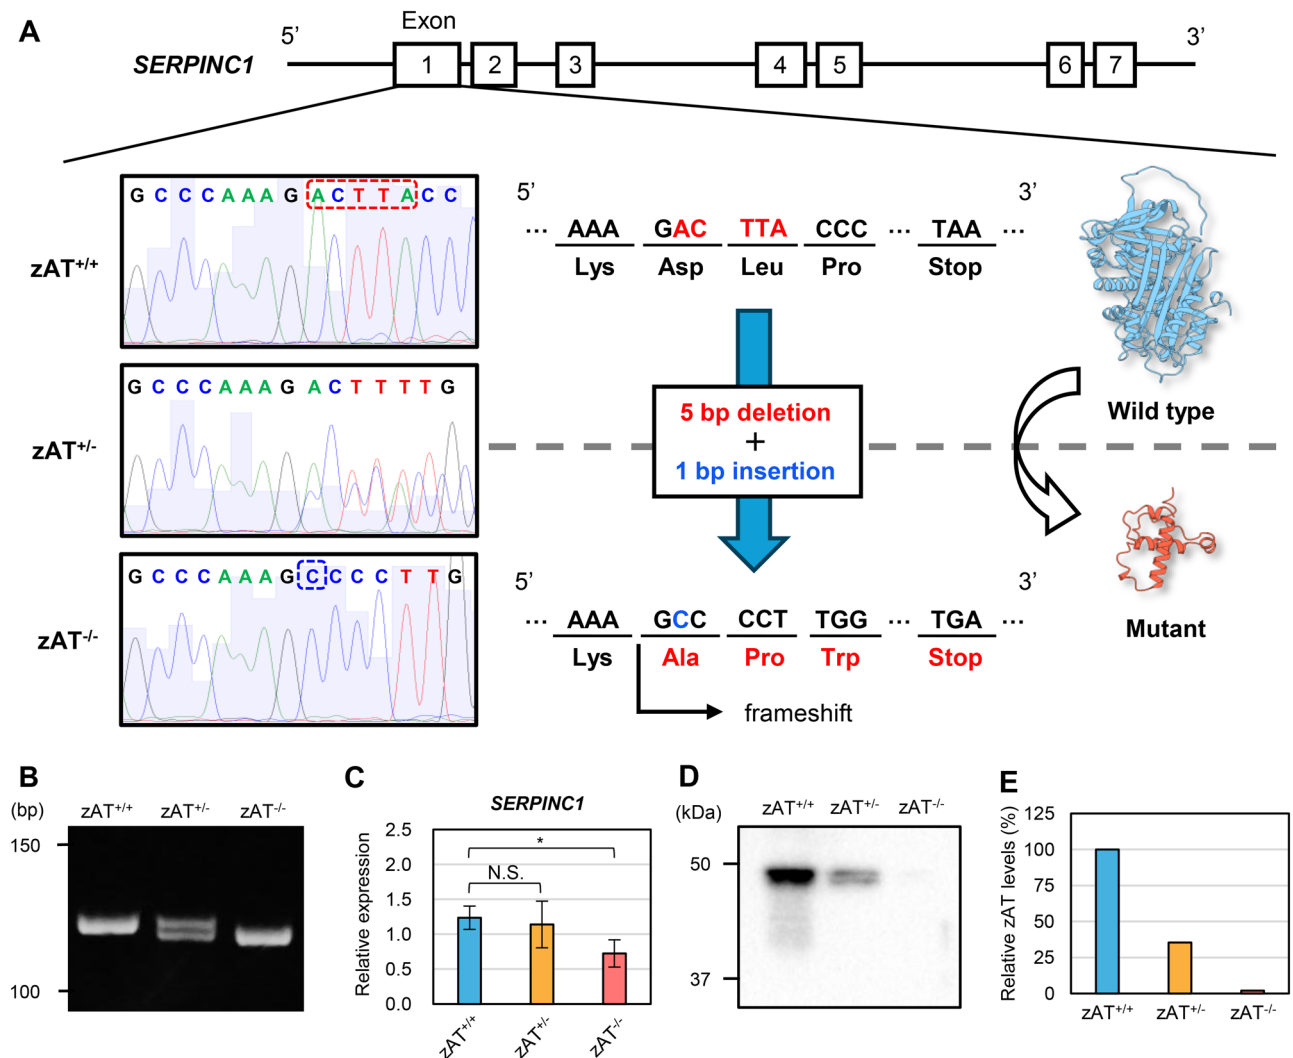 A
Exon
5’
3’
SERPINC1
1 2 3 4 5 6 7
GCCCAAAGACTTACC
zAT+/+
5’ 3’
... AAA GAC TTA CCC ... TAA ...
Lys Asp Leu Pro Stop
Wild type
GCCCAAAGACTTTTG
zAT+/-
5 bp deletion
+
1 bp insertion
GCCCAAAGCCCCTTG
zAT-/-
5’ 3’
... AAA GCC CCT TGG ... TGA ...
Lys Ala Pro Trp Stop
frameshift
Mutant
B
(bp)
zAT+/+ zAT+/- zAT-/-
150
100
C
SERPINC1
Relative expression
2.5
2.0
1.5
1.0
0.5
0.0
*
N.S.
zAT+/+ zAT+/- zAT-/-
D
(kDa)
zAT+/+ zAT+/- zAT-/-
50
37
E
Relative zAT levels (%)
125
100
75
50
25
0
zAT+/+ zAT+/- zAT-/-